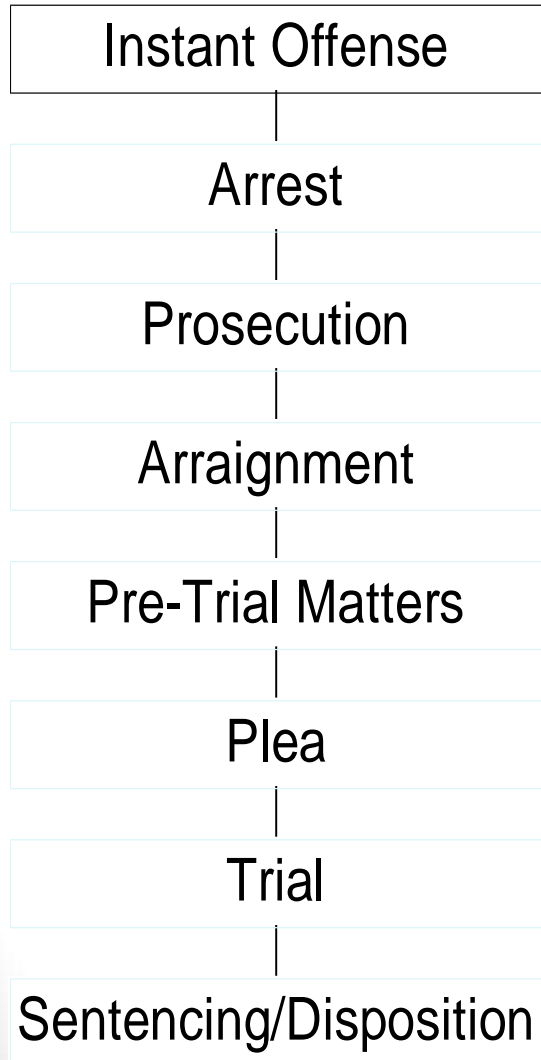 Instant Offense
Arrest
Prosecution
Arraignment
Pre-Trial Matters
Plea
Trial
Sentencing/Disposition